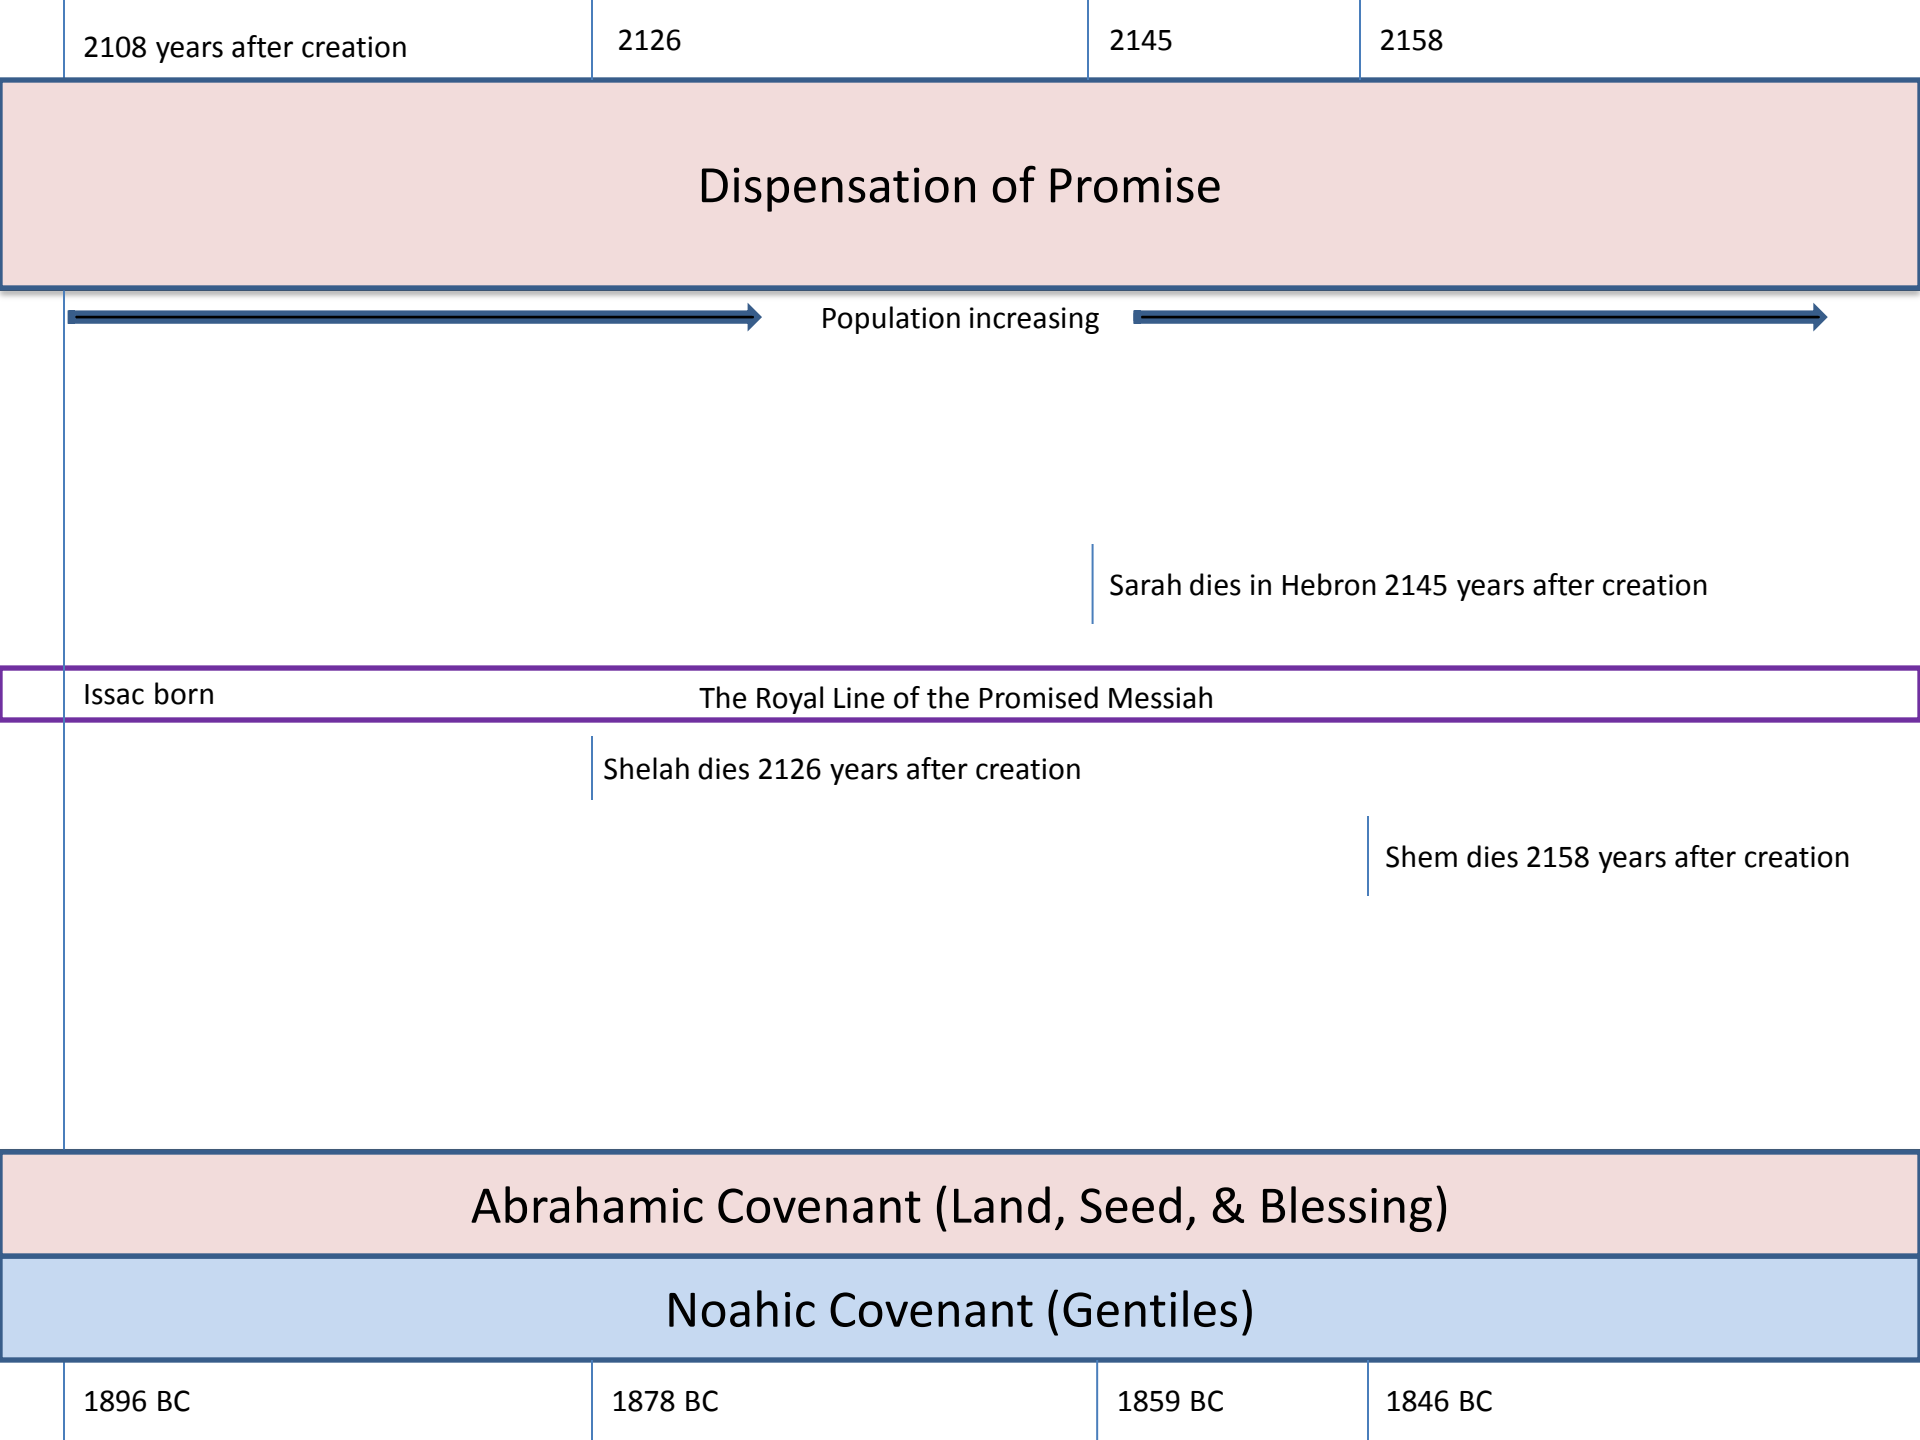 2108 years after creation
2126
2145
2158
Dispensation of Promise
Population increasing
Sarah dies in Hebron 2145 years after creation
Issac born
The Royal Line of the Promised Messiah
Shelah dies 2126 years after creation
Shem dies 2158 years after creation
Abrahamic Covenant (Land, Seed, & Blessing)
Noahic Covenant (Gentiles)
1896 BC
1878 BC
1859 BC
1846 BC